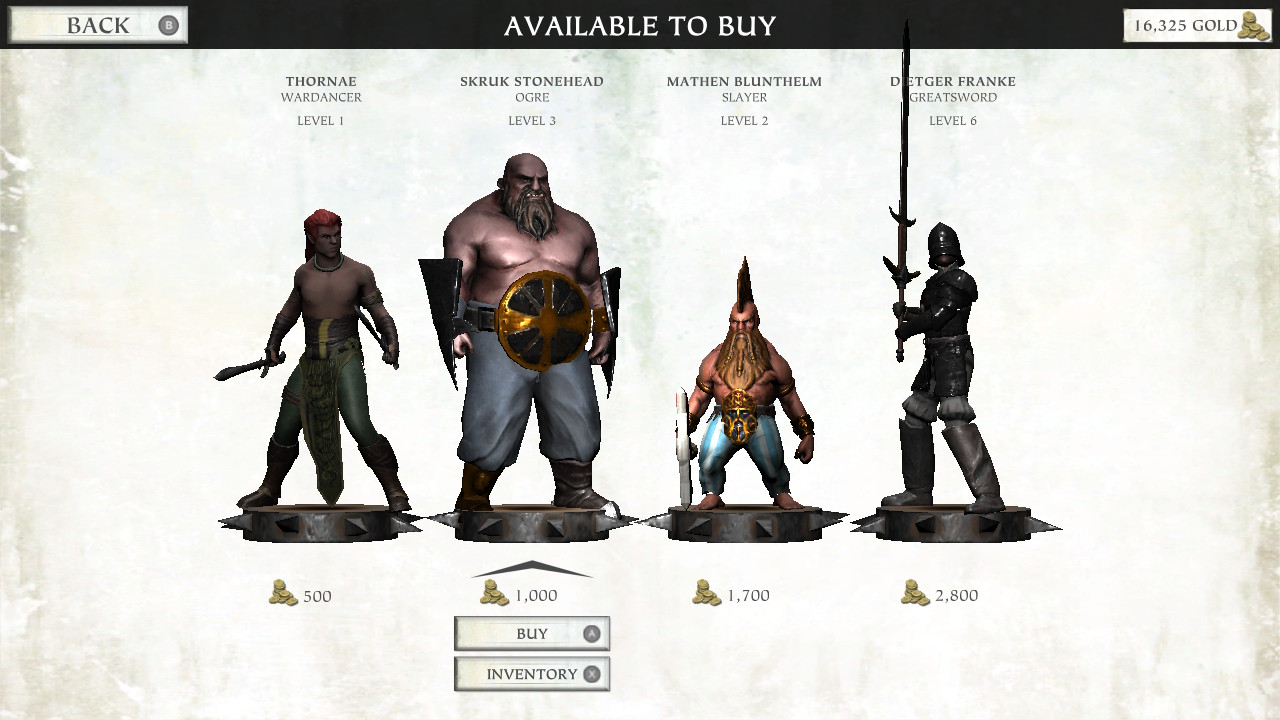 BACK B
AVAILABLE TO BUY
16,325 GOLD
THORNAE
WARDANCER
LEVEL 1
SKRUK STONEHEAD
OGRE
LEVEL 3
MATHEN BLUNTHELM
SLAYER
LEVEL 2
DIETGER FRANKE
GREATSWORD
LEVEL 6
500
1,000
1,700
2,800
BUY A
INVENTORY X